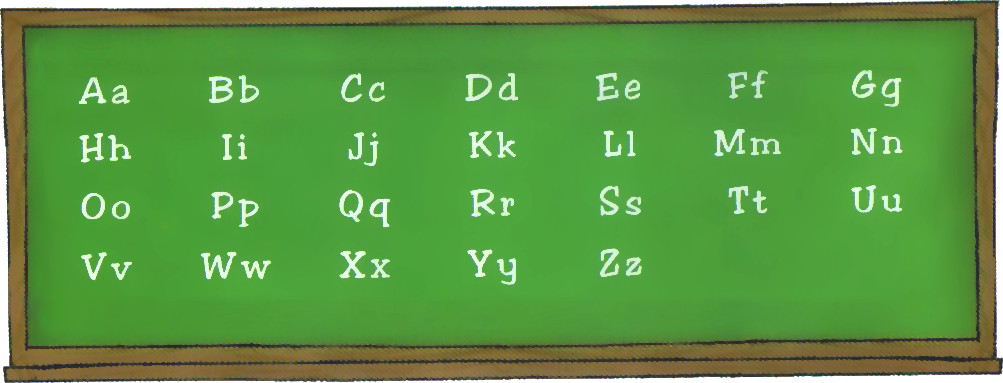 Aa Bb Cc Dd Ee Ff Gg
Hh Ii Jj Kk Ll Mm Nn
Oo Pp Qq Rr Ss Tt Uu
Vv Ww Xx Yy Zz